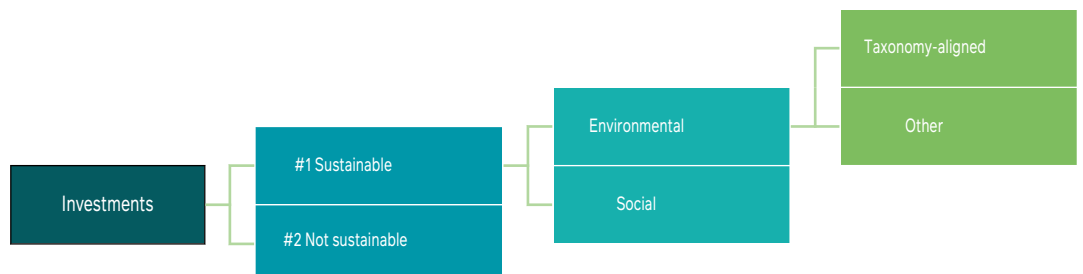 Taxonomy-aligned
Other
Environmental
Social
#1 Sustainable
#2 Not sustainable
Investments